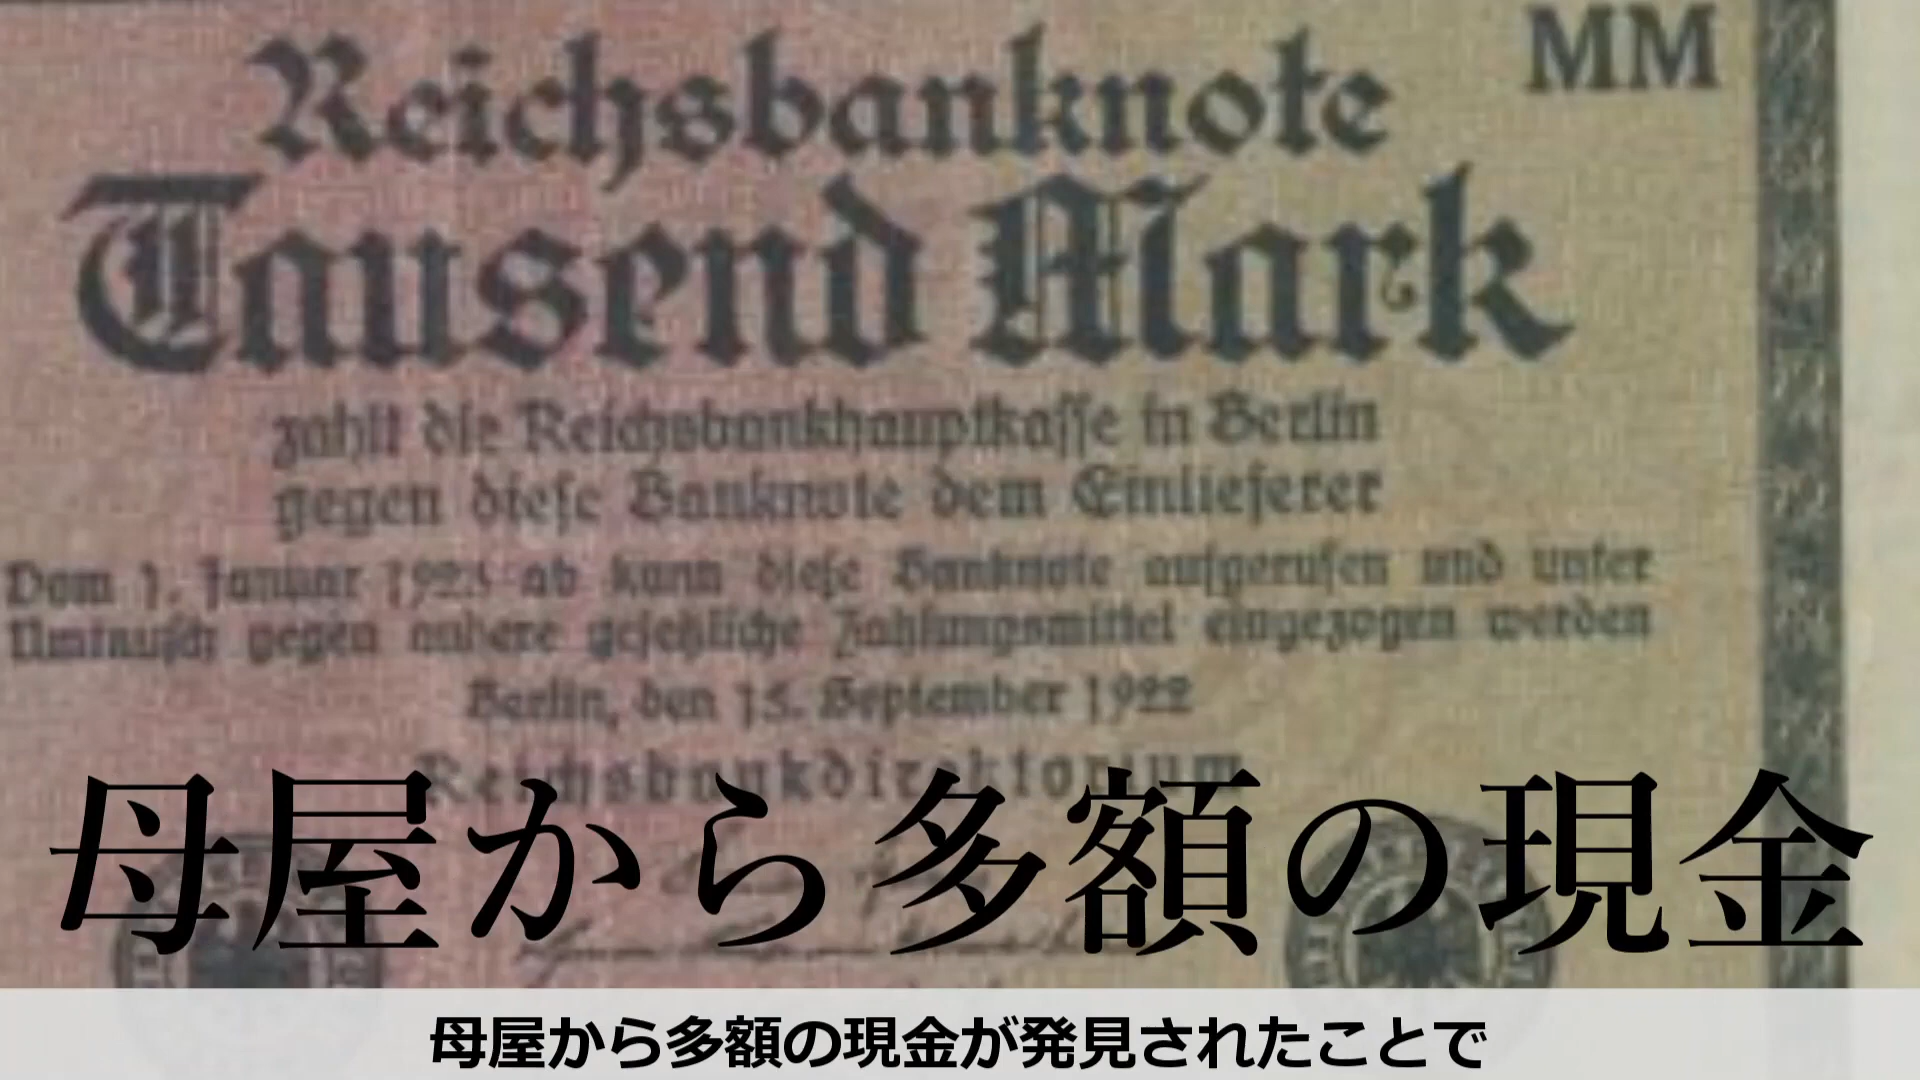 MM
Reichsbanknote
Tausend Mark
zahlt die Reichsbankhauptkasse in Berlin
gegen diese Banknote dem Einlieferer
Vom 1. Januar 1923 ab kann diese Banknote aufgerufen und unter
Umtausch gegen andere gesetzliche Zahlungsmittel eingezogen werden
Berlin, den 15. September 1922
Reichsbankdirektorium
母屋から多額の現金
母屋から多額の現金が発見されたことで